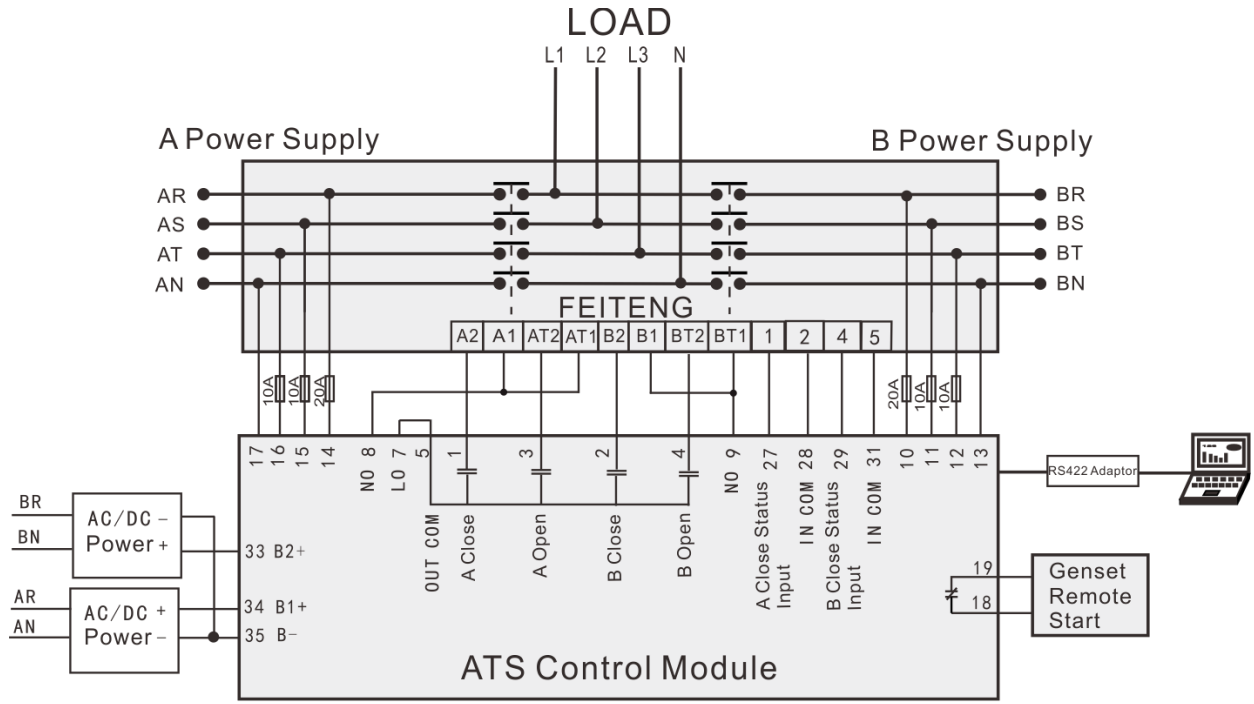 LOAD
L1 L2 L3 N
A Power Supply
B Power Supply
AR
BR
AS
BS
AT
BT
AN
BN
FEITENG
A2 A1 AT2 AT1 B2 B1 BT2 BT1 1 2 4 5
10A 10A 20A
20A 10A 10A
17 16 15 14
NO 8
LO 7
5
1
3
2
4
NO 9
27
28
29
31
10 11 12 13
OUT COM
A Close
A Open
B Close
B Open
A Close Status
Input
IN COM
B Close Status
Input
IN COM
RS422 Adaptor
BR
BN
AC/DC −
Power +
33 B2+
AR
AN
AC/DC +
Power −
34 B1+
35 B−
19
18
Genset
Remote
Start
ATS Control Module